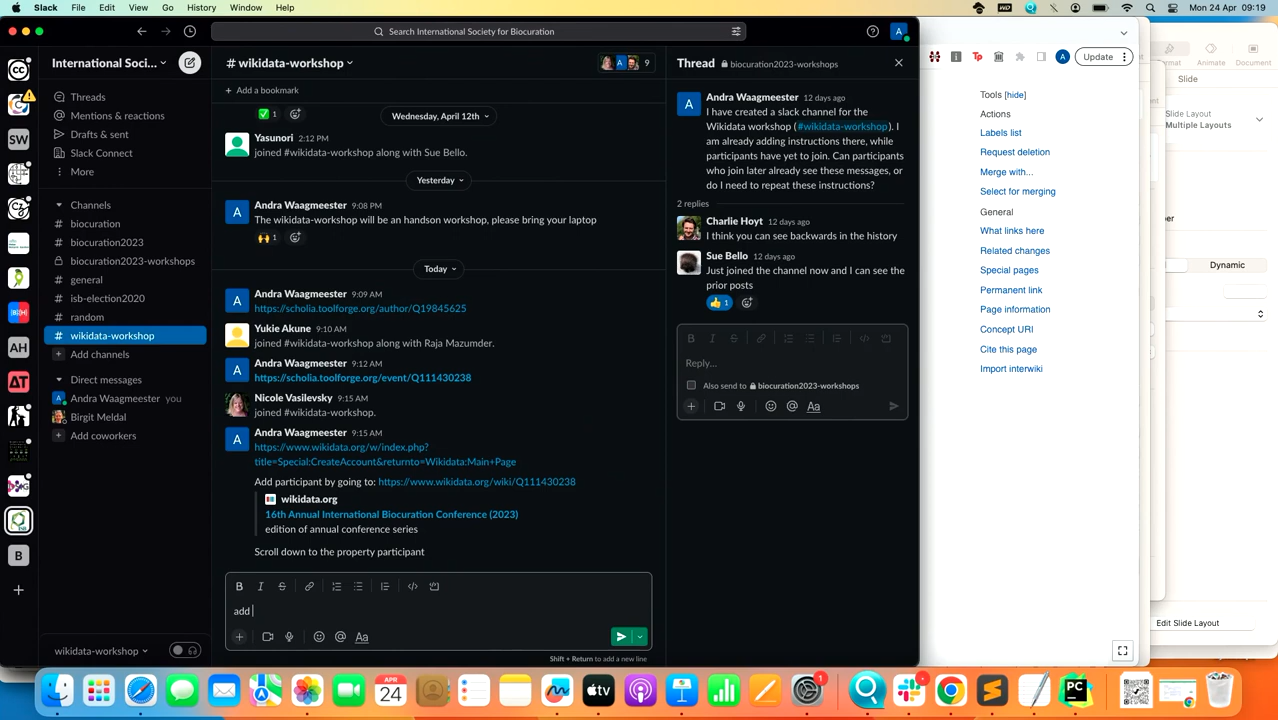 Slack File Edit View Go History Window Help
Mon 24 Apr 09:19
Search International Society for Biocuration
A
International Soci...
# wikidata-workshop
9
Thread biocuration2023-workshops
Update
Format Animate Document
Slide
Add a bookmark
CC
SW
AH
B
Threads
Mentions & reactions
Drafts & sent
Slack Connect
More
Channels
# biocuration
# biocuration2023
biocuration2023-workshops
# general
# isb-election2020
# random
# wikidata-workshop
+ Add channels
Direct messages
Andra Waagmeester you
Birgit Meldal
+ Add coworkers
wikidata-workshop
1
Wednesday, April 12th
Yasunori 2:12 PM
joined #wikidata-workshop along with Sue Bello.
Yesterday
Andra Waagmeester 9:08 PM
The wikidata-workshop will be an handson workshop, please bring your laptop
1
Today
Andra Waagmeester 9:09 AM
https://scholia.toolforge.org/author/Q19845625
Yukie Akune 9:10 AM
joined #wikidata-workshop along with Raja Mazumder.
Andra Waagmeester 9:12 AM
https://scholia.toolforge.org/event/Q111430238
Nicole Vasilevsky 9:15 AM
joined #wikidata-workshop.
Andra Waagmeester 9:15 AM
https://www.wikidata.org/w/index.php?
title=Special:CreateAccount&returnto=Wikidata:Main+Page
Add participant by going to: https://www.wikidata.org/wiki/Q111430238
wikidata.org
16th Annual International Biocuration Conference (2023)
edition of annual conference series
Scroll down to the property participant
B I S
add
+ @ Aa
Shift + Return to add a new line
Andra Waagmeester 12 days ago
I have created a slack channel for the
Wikidata workshop (#wikidata-workshop). I
am already adding instructions there, while
participants have yet to join. Can participants
who join later already see these messages, or
do I need to repeat these instructions?
2 replies
Charlie Hoyt 12 days ago
I think you can see backwards in the history
Sue Bello 12 days ago
Just joined the channel now and I can see the
prior posts
1
B I S
Reply...
Also send to biocuration2023-workshops
+ @ Aa
Tools [hide]
Actions
Labels list
Request deletion
Merge with...
Select for merging
General
What links here
Related changes
Special pages
Permanent link
Page information
Concept URI
Cite this page
Import interwiki
Slide Layout
Multiple Layouts
Dynamic
Edit Slide Layout
APR
24
tv
1
PC